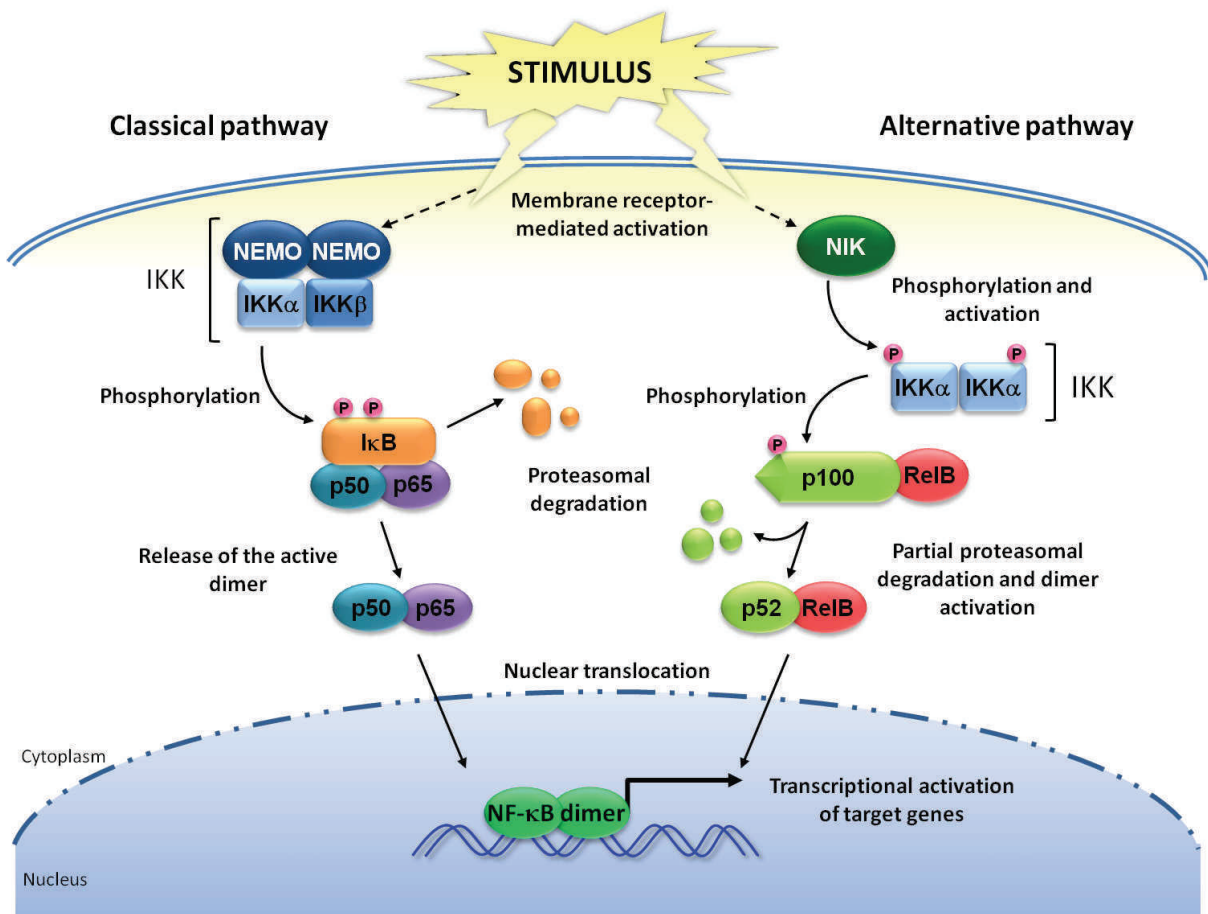 STIMULUS
Classical pathway
Alternative pathway
Membrane receptor-
mediated activation
NEMO NEMO
IKK
IKKα IKKβ
NIK
Phosphorylation and
activation
P P
IKKα IKKα
IKK
Phosphorylation
P P
IκB
p50 p65
Proteasomal
degradation
Phosphorylation
P
p100 RelB
Release of the active
dimer
p50 p65
Partial proteasomal
degradation and dimer
activation
p52 RelB
Nuclear translocation
Cytoplasm
NF-κB dimer
Transcriptional activation
of target genes
Nucleus